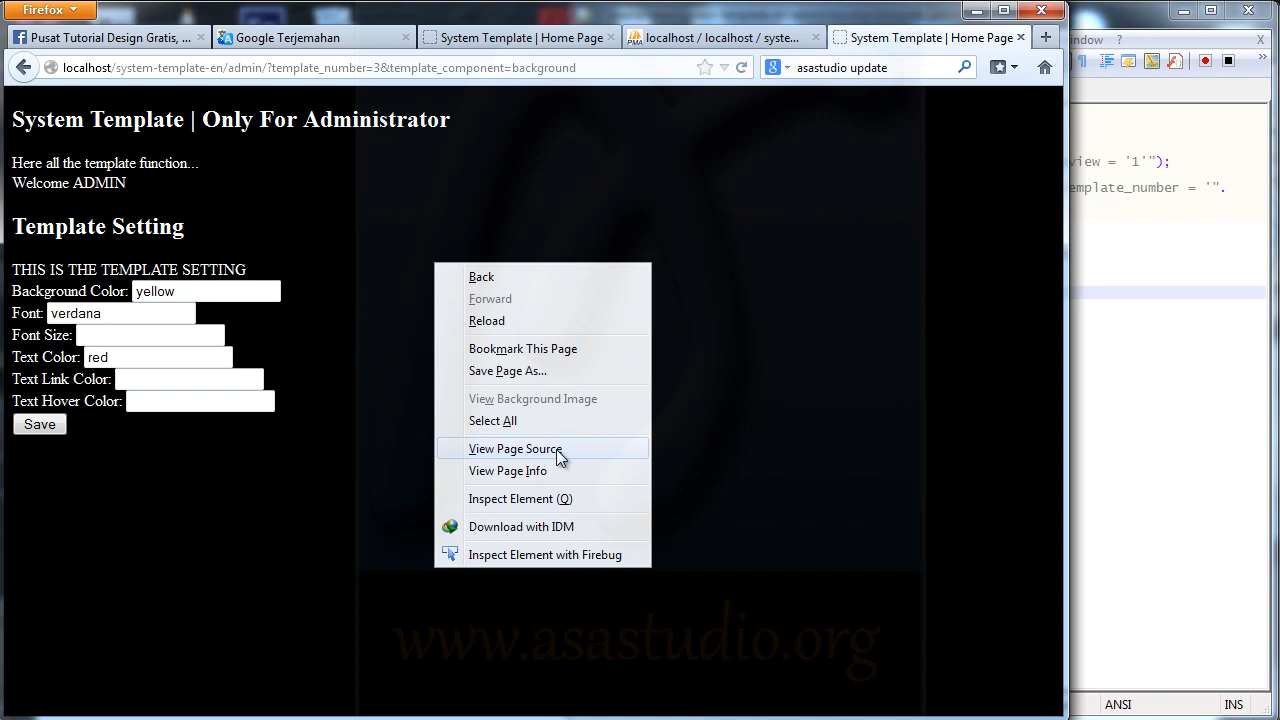 Firefox
Pusat Tutorial Design Gratis, ...
Google Terjemahan
System Template | Home Page
localhost / localhost / syste...
System Template | Home Page
indow ? X
localhost/system-template-en/admin/?template_number=3 te_component=background
asastudio update
System Template | Only For Administrator
Here all the template function...
Welcome ADMIN
view = '1'");
emplate_number = '".
Template Setting
THIS IS THE TEMPLATE SETTING
Background Color: yellow
Font: verdana
Font Size:
Text Color: red
Text Link Color:
Text Hover Color:
Save
Back
Forward
Reload
Bookmark This Page
Save Page As...
View Background Image
Select All
View Page Source
View Page Info
Inspect Element (Q)
Download with IDM
Inspect Element with Firebug
www.asastudio.org
ANSI INS